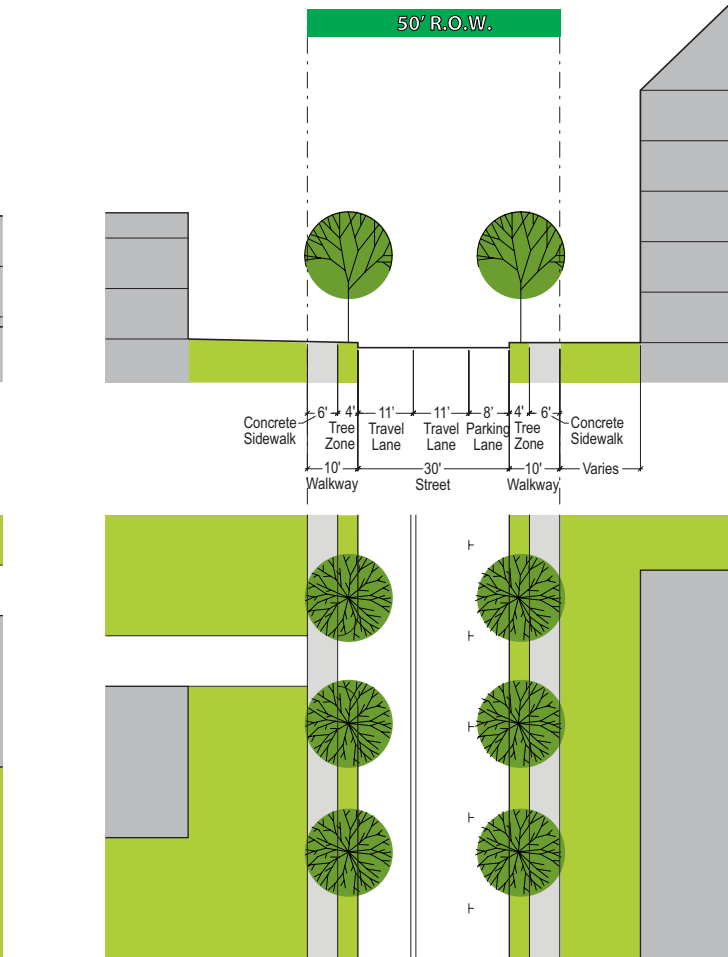 50' R.O.W.
6' 4' 11' 11' 8' 4' 6'
Concrete Sidewalk
Tree Zone
Travel Lane
Travel Lane
Parking Lane
Tree Zone
Concrete Sidewalk
10' 30' 10' Varies
Walkway Street Walkway